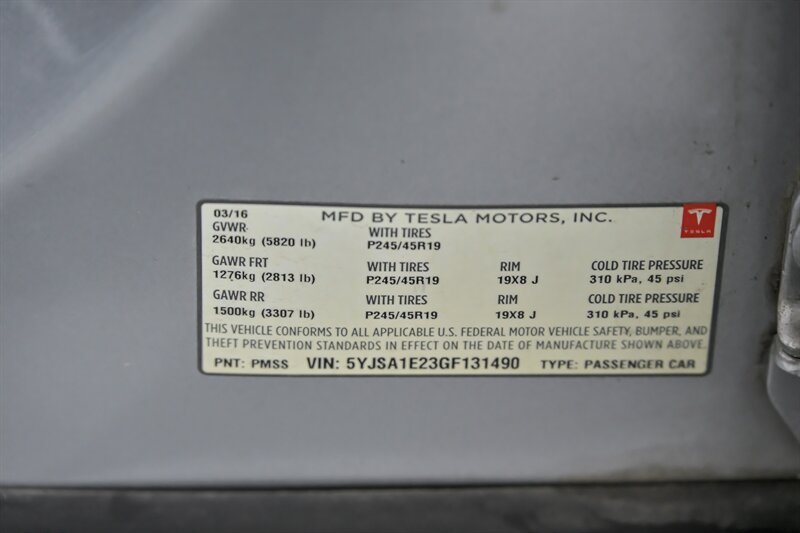 03/16 MFD BY TESLA MOTORS, INC. TESLA
GVWR WITH TIRES
2640kg (5820 lb) P245/45R19
GAWR FRT WITH TIRES RIM COLD TIRE PRESSURE
1276kg (2813 lb) P245/45R19 19X8 J 310 kPa, 45 psi
GAWR RR WITH TIRES RIM COLD TIRE PRESSURE
1500kg (3307 lb) P245/45R19 19X8 J 310 kPa, 45 psi
THIS VEHICLE CONFORMS TO ALL APPLICABLE U.S. FEDERAL MOTOR VEHICLE SAFETY, BUMPER, AND
THEFT PREVENTION STANDARDS IN EFFECT ON THE DATE OF MANUFACTURE SHOWN ABOVE.
PNT: PMSS VIN: 5YJSA1E23GF131490 TYPE: PASSENGER CAR